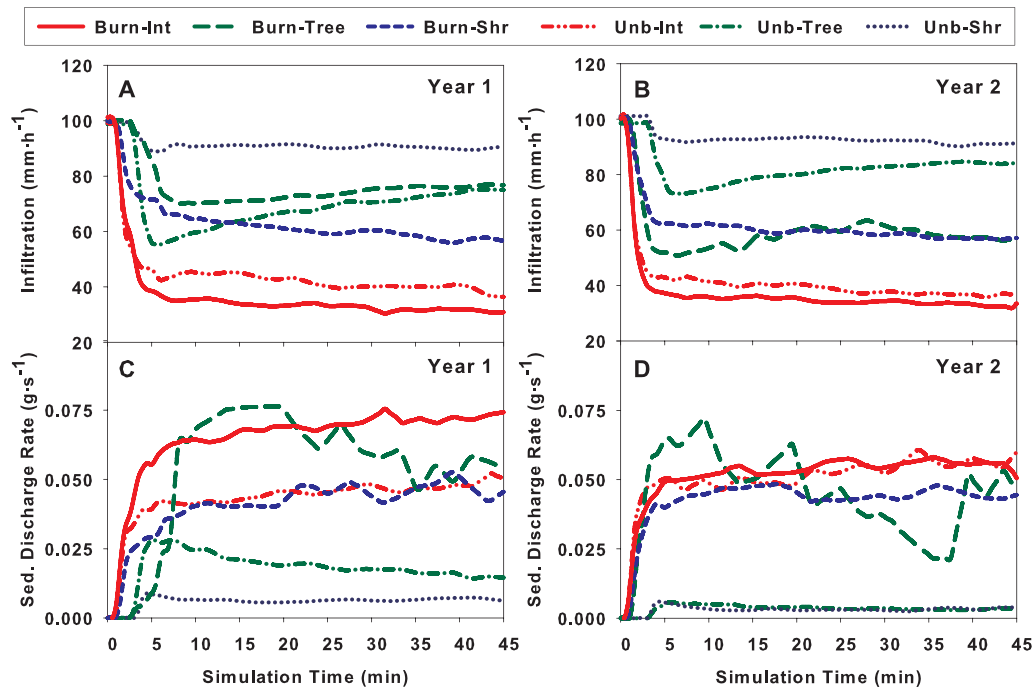 Burn-Int Burn-Tree Burn-Shr Unb-Int Unb-Tree Unb-Shr
A Year 1
Infiltration (mm·h⁻¹)
120
100
80
60
40
20
B Year 2
Infiltration (mm·h⁻¹)
120
100
80
60
40
20
C Year 1
Sed. Discharge Rate (g·s⁻¹)
0.075
0.050
0.025
0.000
0 5 10 15 20 25 30 35 40 45
Simulation Time (min)
D Year 2
Sed. Discharge Rate (g·s⁻¹)
0.075
0.050
0.025
0.000
0 5 10 15 20 25 30 35 40 45
Simulation Time (min)